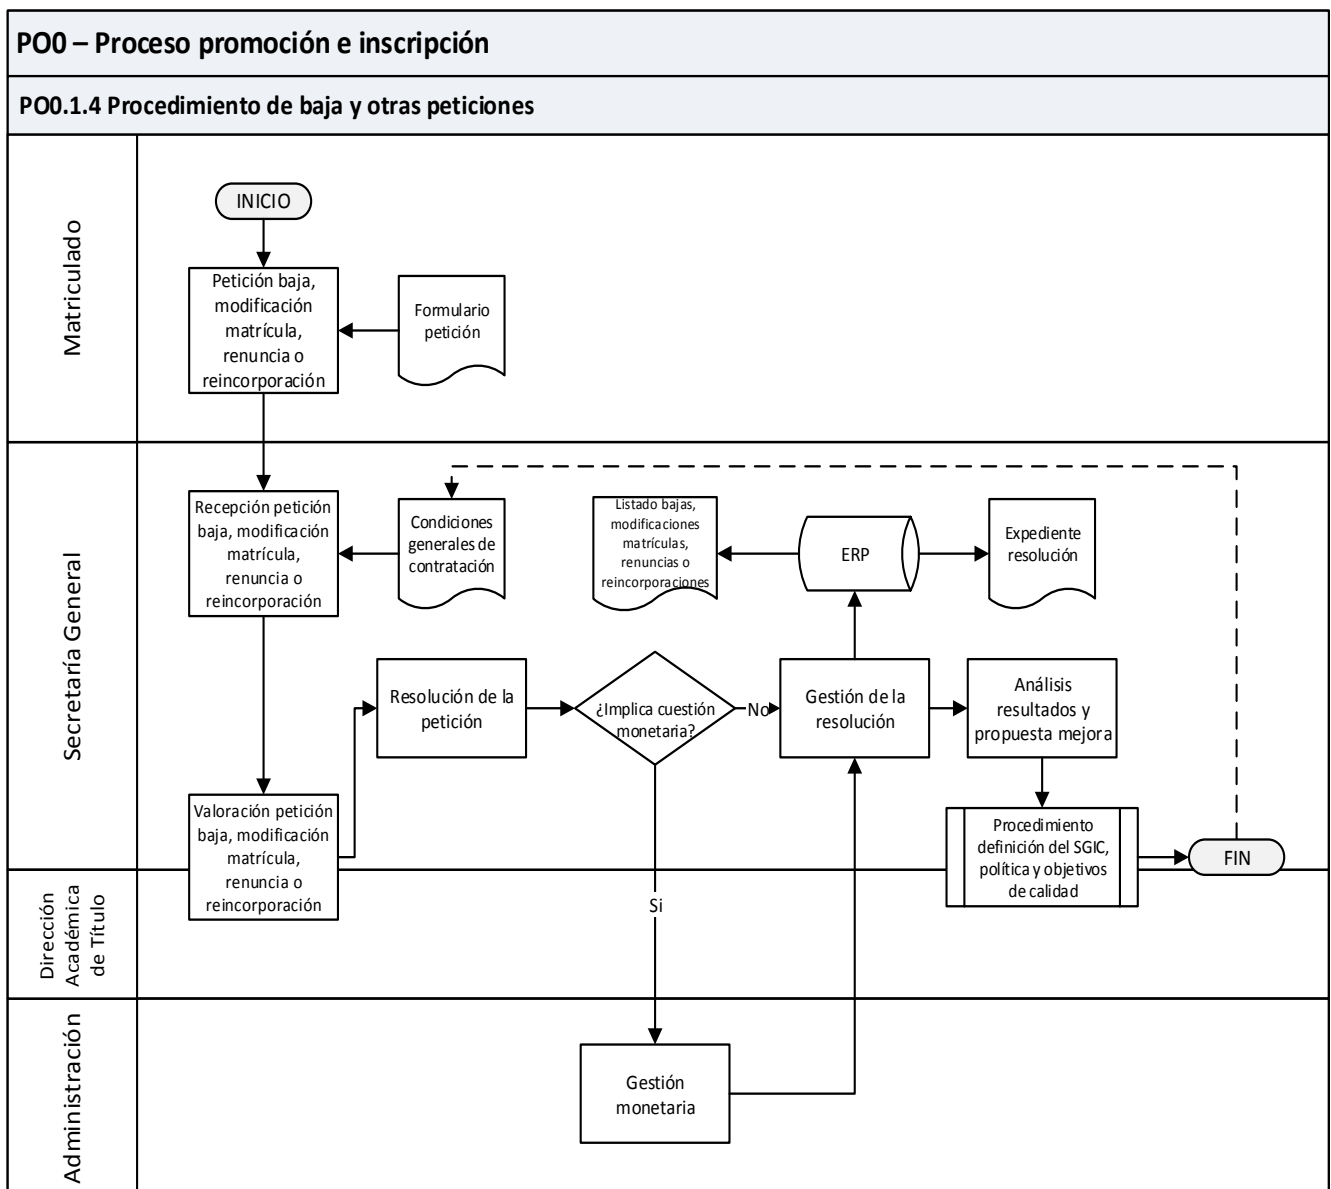 PO0 – Proceso promoción e inscripción
PO0.1.4 Procedimiento de baja y otras peticiones
Matriculado
INICIO
Petición baja,
modificación
matrícula,
renuncia o
reincorporación
Formulario
petición
Secretaría General
Recepción petición
baja, modificación
matrícula,
renuncia o
reincorporación
Condiciones
generales de
contratación
Listado bajas,
modificaciones
matrículas,
renuncias o
reincorporaciones
ERP
Expediente
resolución
Resolución de la
petición
¿Implica cuestión
monetaria?
No
Gestión de la
resolución
Análisis
resultados y
propuesta mejora
Valoración petición
baja, modificación
matrícula,
renuncia o
reincorporación
Procedimiento
definición del SGIC,
política y objetivos
de calidad
FIN
Dirección
Académica
de Título
Si
Administración
Gestión
monetaria